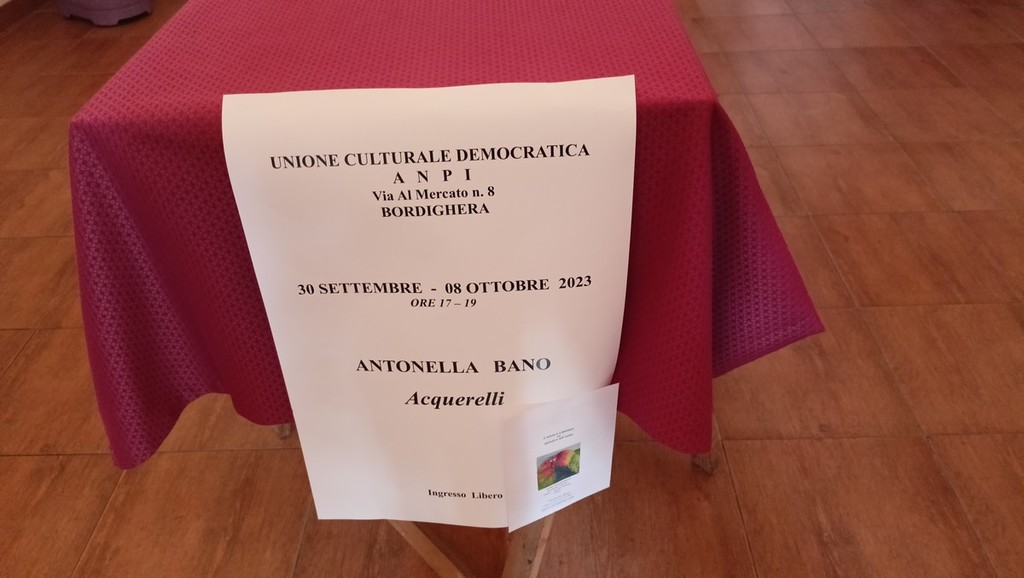 UNIONE CULTURALE DEMOCRATICA
A N P I
Via Al Mercato n. 8
BORDIGHERA
30 SETTEMBRE - 08 OTTOBRE 2023
ORE 17 – 19
ANTONELLA BANO
Acquerelli
Ingresso Libero